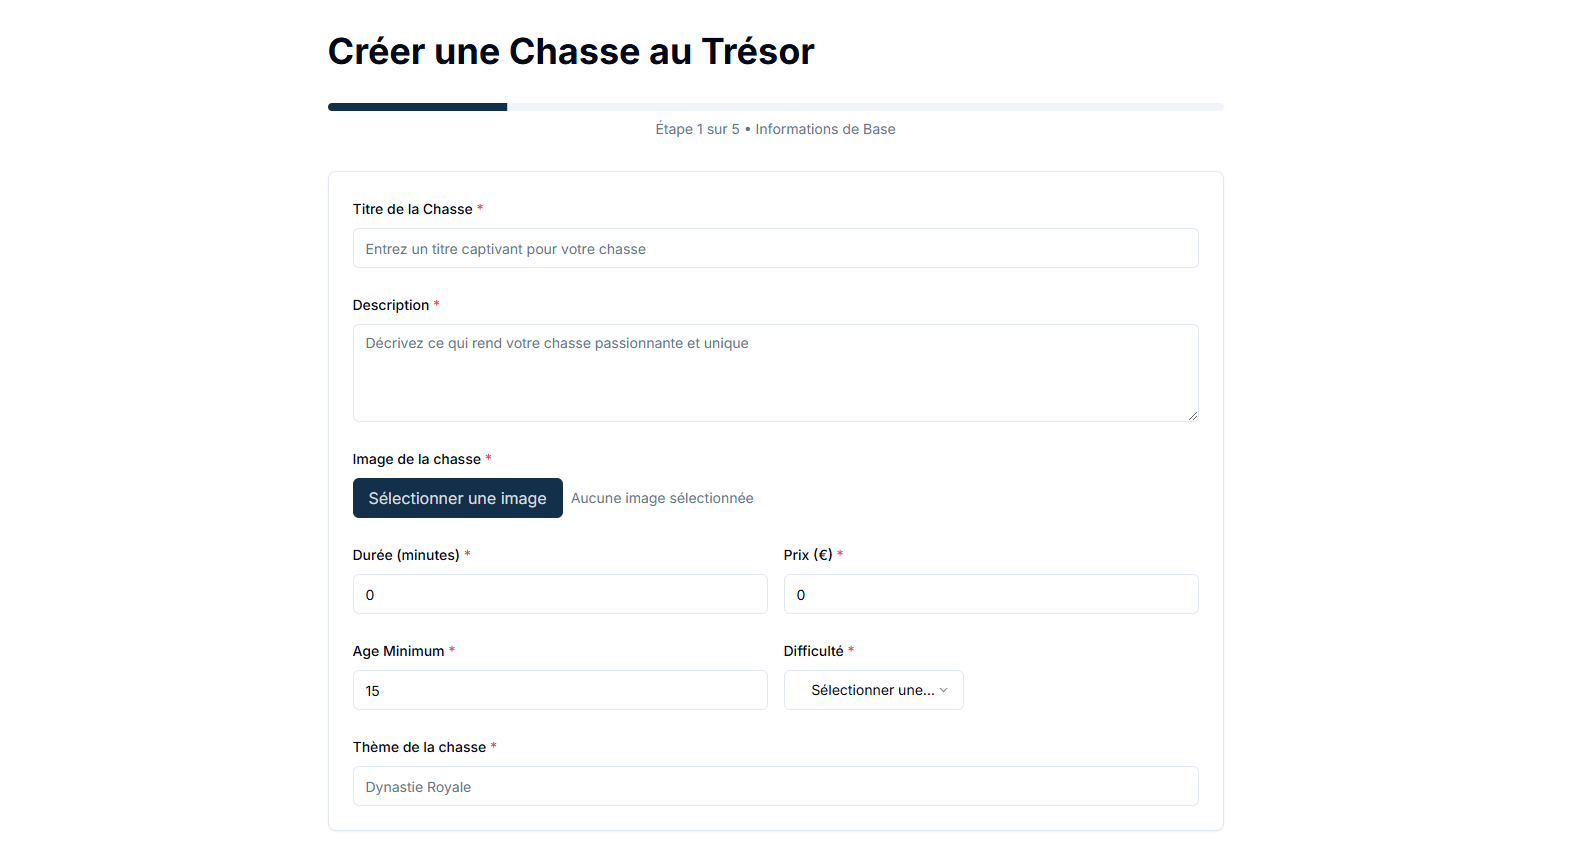 Créer une Chasse au Trésor
Étape 1 sur 5 • Informations de Base
Titre de la Chasse *
Entrez un titre captivant pour votre chasse
Description *
Décrivez ce qui rend votre chasse passionnante et unique
Image de la chasse *
Sélectionner une image Aucune image sélectionnée
Durée (minutes) * Prix (€) *
0 0
Age Minimum * Difficulté *
15 Sélectionner une...
Thème de la chasse *
Dynastie Royale